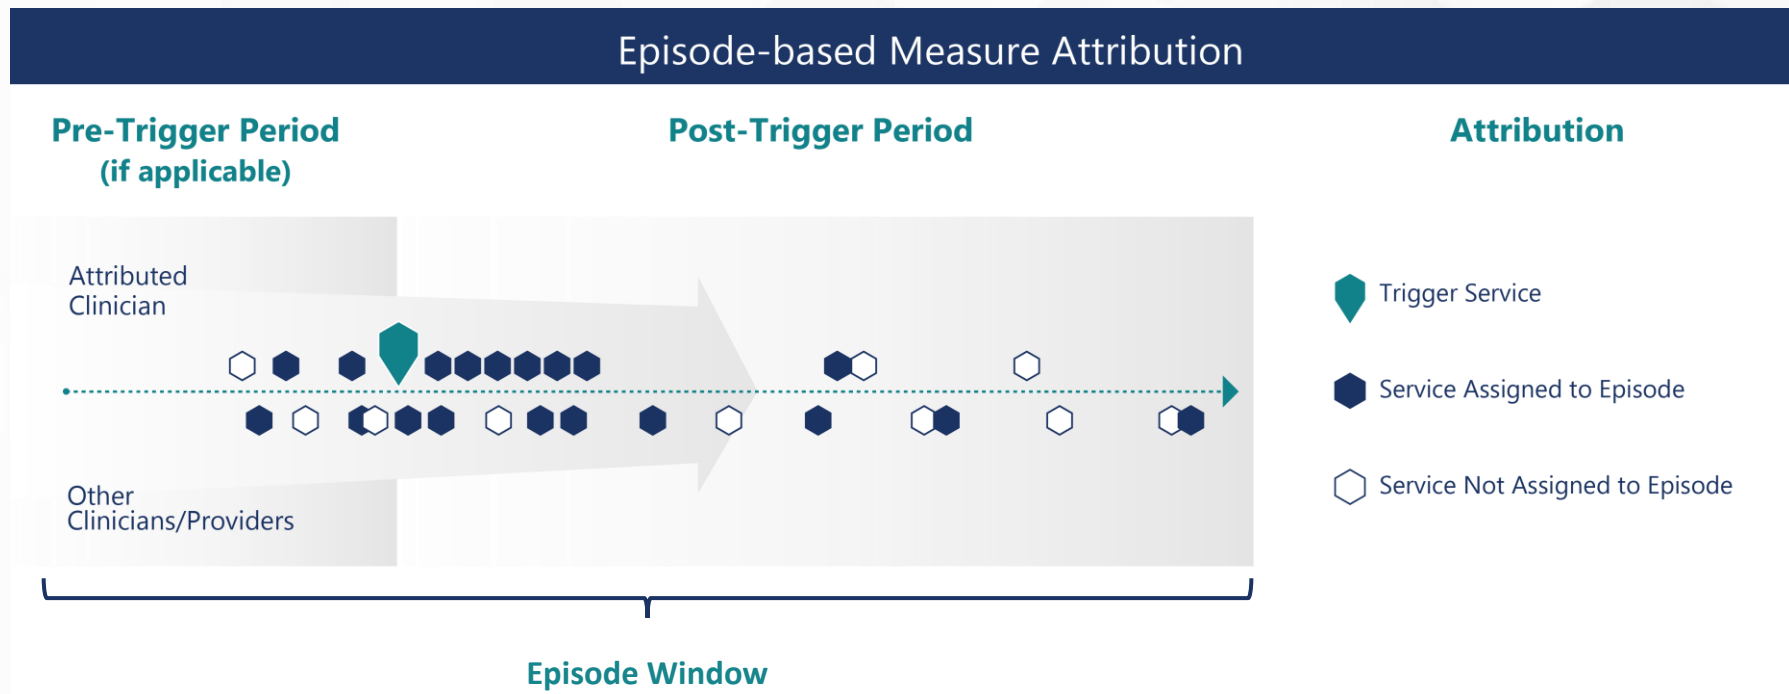 Episode-based Measure Attribution
Pre-Trigger Period
(if applicable)
Post-Trigger Period
Attribution
Attributed
Clinician
Other
Clinicians/Providers
Trigger Service
Service Assigned to Episode
Service Not Assigned to Episode
Episode Window